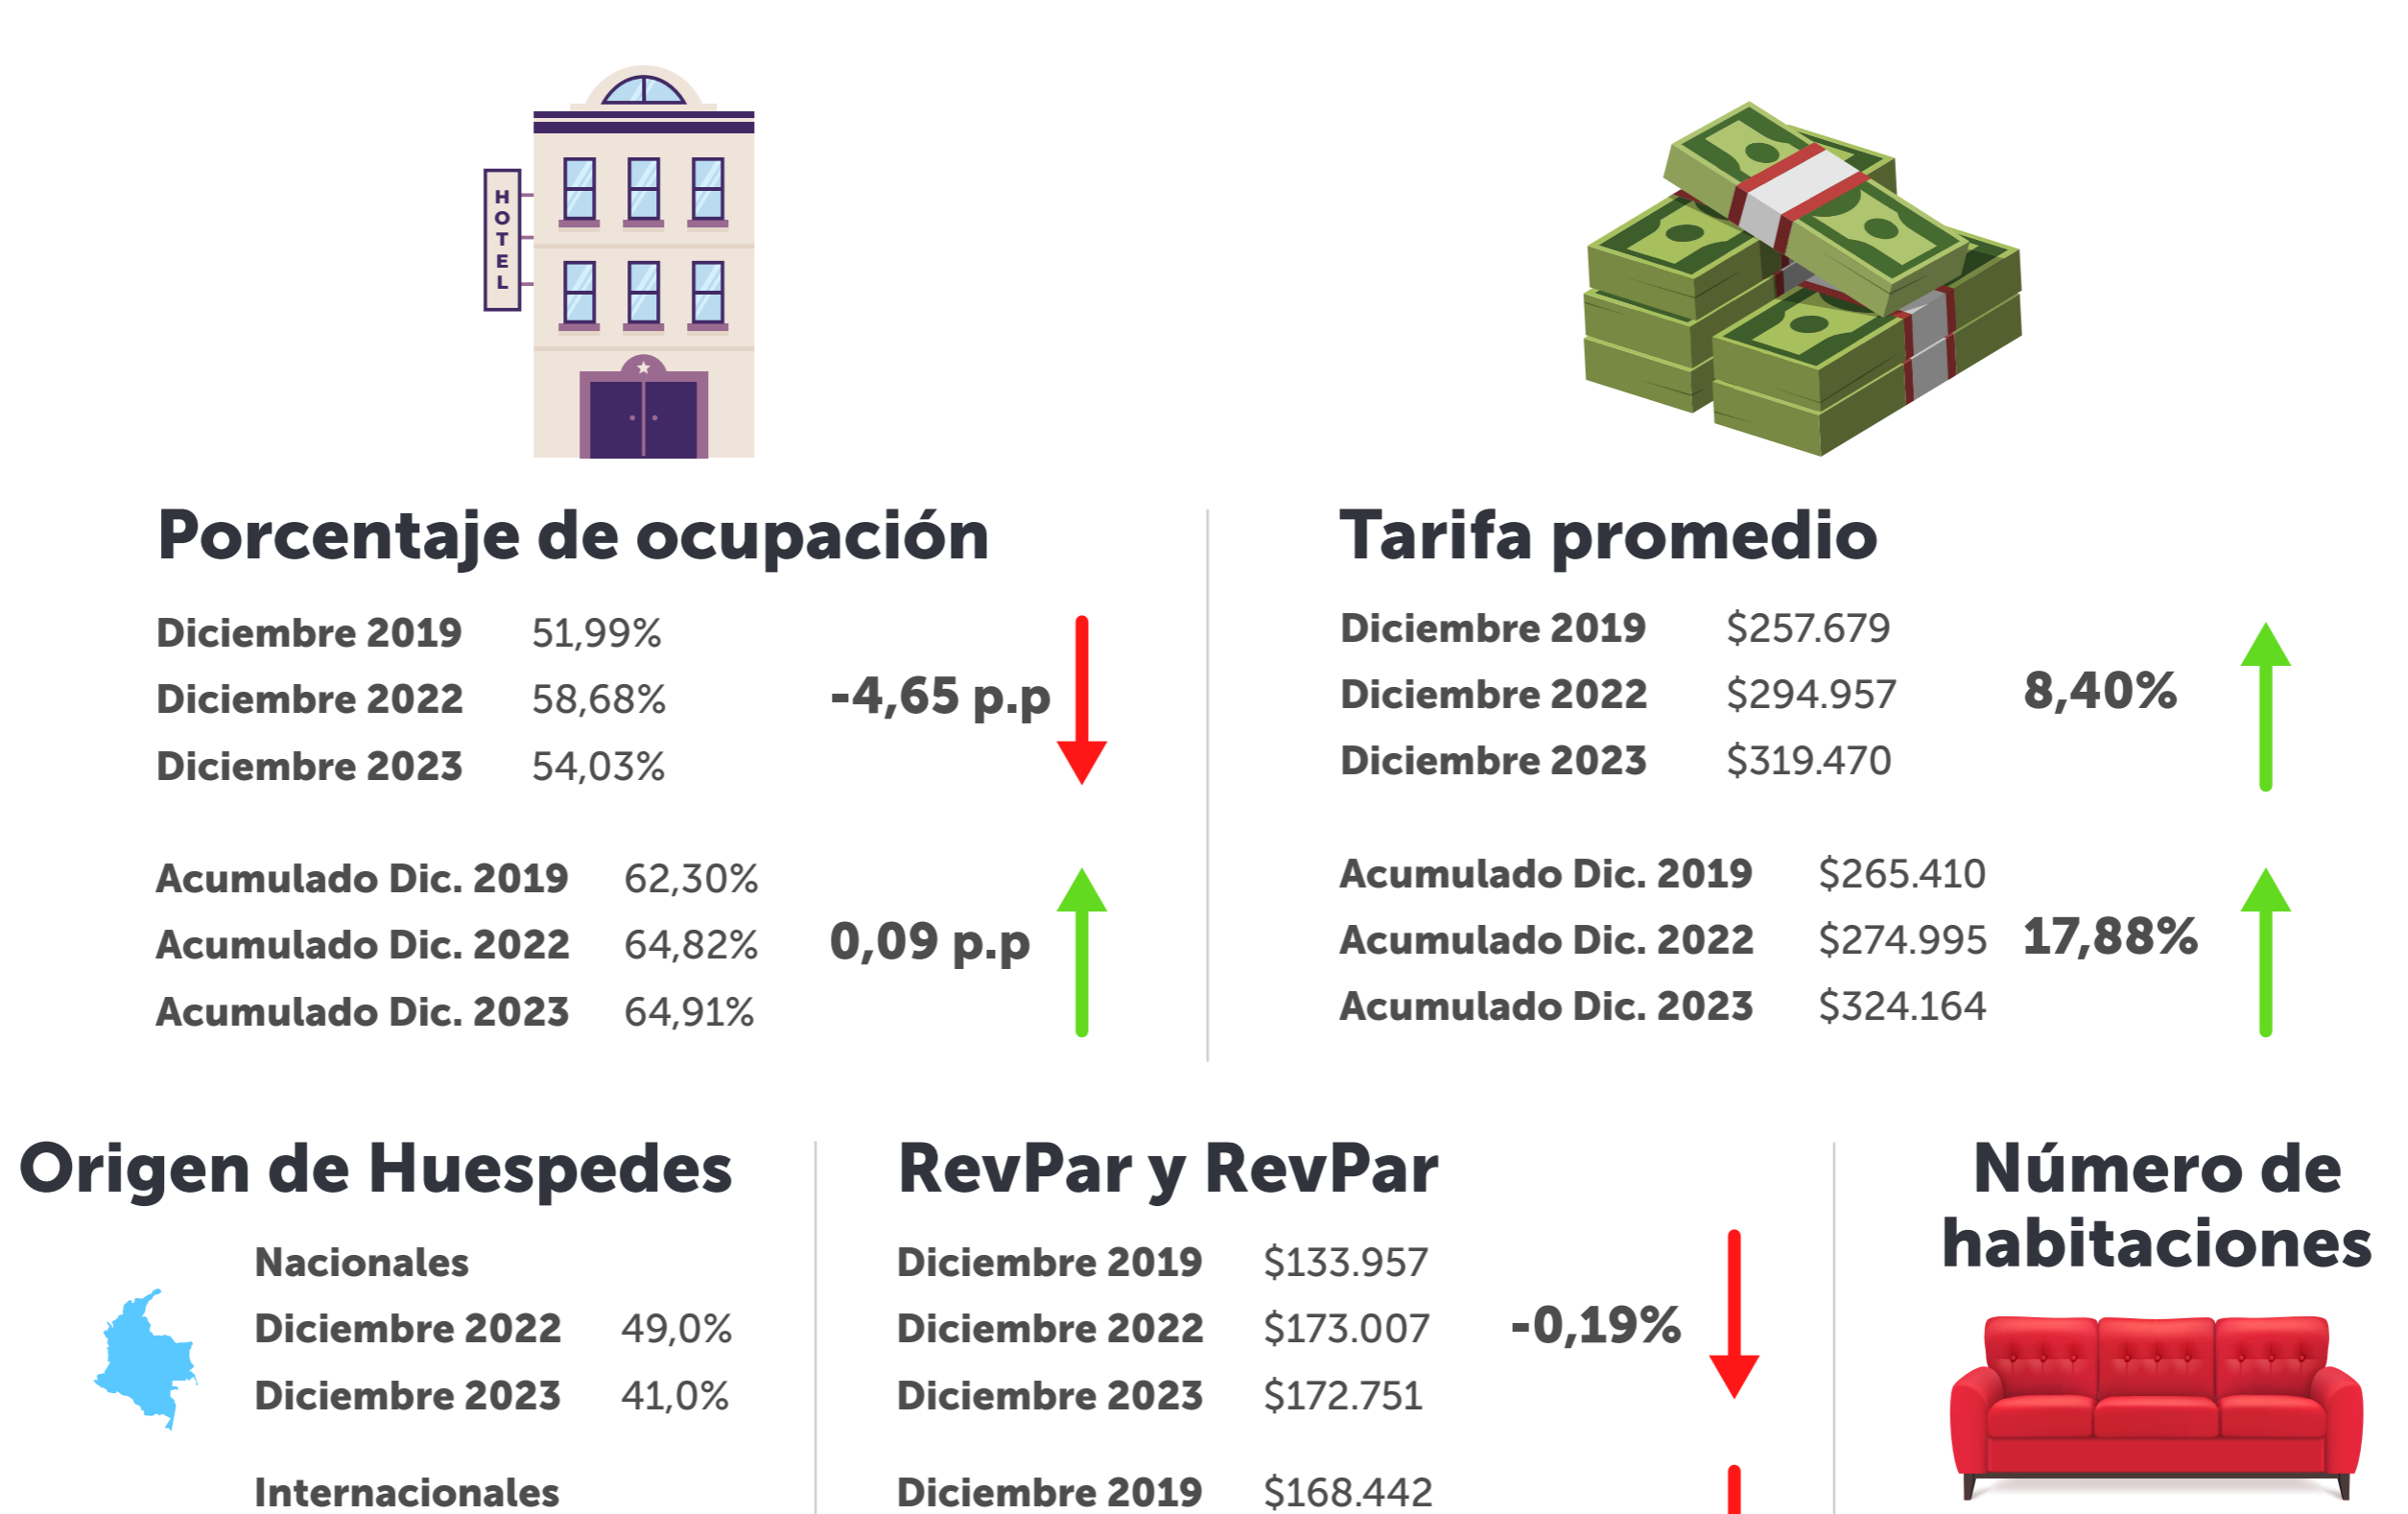 HOTEL
Porcentaje de ocupación
Diciembre 2019 51,99%
Diciembre 2022 58,68%
Diciembre 2023 54,03%
-4,65 p.p
Acumulado Dic. 2019 62,30%
Acumulado Dic. 2022 64,82%
Acumulado Dic. 2023 64,91%
0,09 p.p
Tarifa promedio
Diciembre 2019 $257.679
Diciembre 2022 $294.957
Diciembre 2023 $319.470
8,40%
Acumulado Dic. 2019 $265.410
Acumulado Dic. 2022 $274.995
Acumulado Dic. 2023 $324.164
17,88%
Origen de Huespedes
Nacionales
Diciembre 2022 49,0%
Diciembre 2023 41,0%
Internacionales
RevPar y RevPar
Diciembre 2019 $133.957
Diciembre 2022 $173.007
Diciembre 2023 $172.751
-0,19%
Diciembre 2019 $168.442
Número de
habitaciones